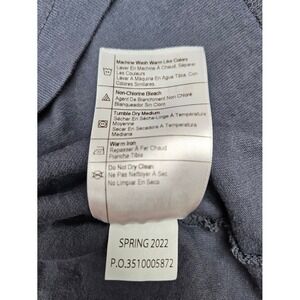 Machine Wash Warm Like Colors
Laver En Machine A Chaud, Séparer
Les Couleurs
Lavar A Máquina En Agua Tibia, Con
Colores Similares
Non-Chlorine Bleach
Agent De Blanchiment Non Chloré
Blanqueador Sin Cloro
Tumble Dry Medium
Sécher En Sèche-Linge À Température
Moyenne
Secar En Secadora A Temperatura
Mediana
Warm Iron
Repasser À Fer Chaud
Plancha Tibia
Do Not Dry Clean
Ne Pas Nettoyer À Sec
No Limpiar En Seco
SPRING 2022
P.O.3510005872